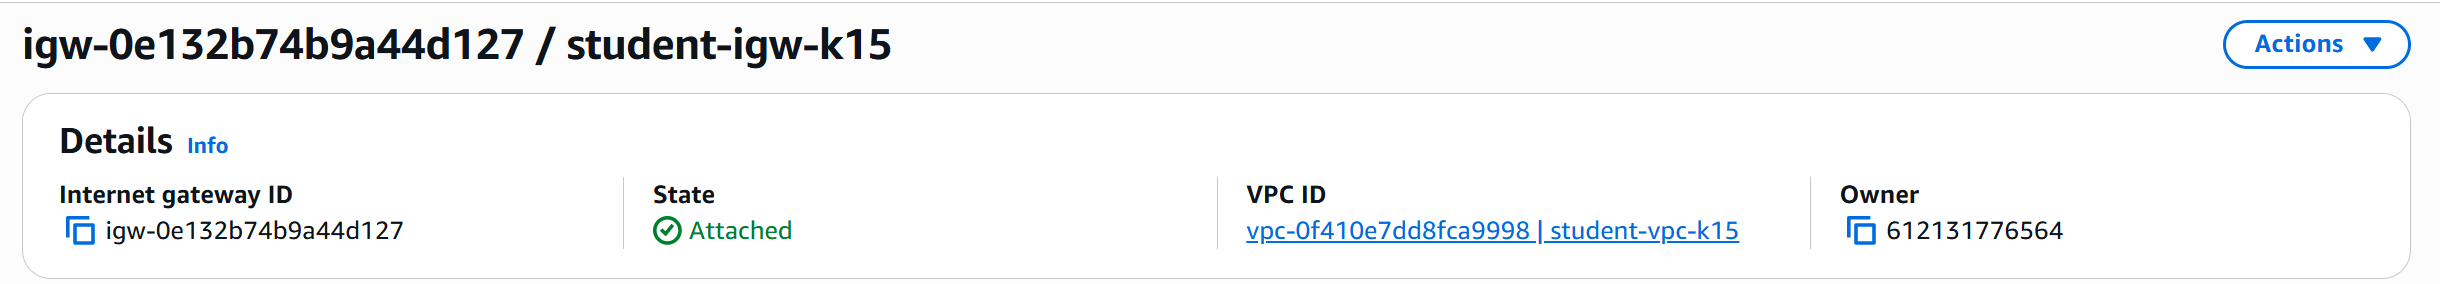 igw-0e132b74b9a44d127 / student-igw-k15
Actions
Details Info
Internet gateway ID
igw-0e132b74b9a44d127
State
Attached
VPC ID
vpc-0f410e7dd8fca9998 | student-vpc-k15
Owner
612131776564